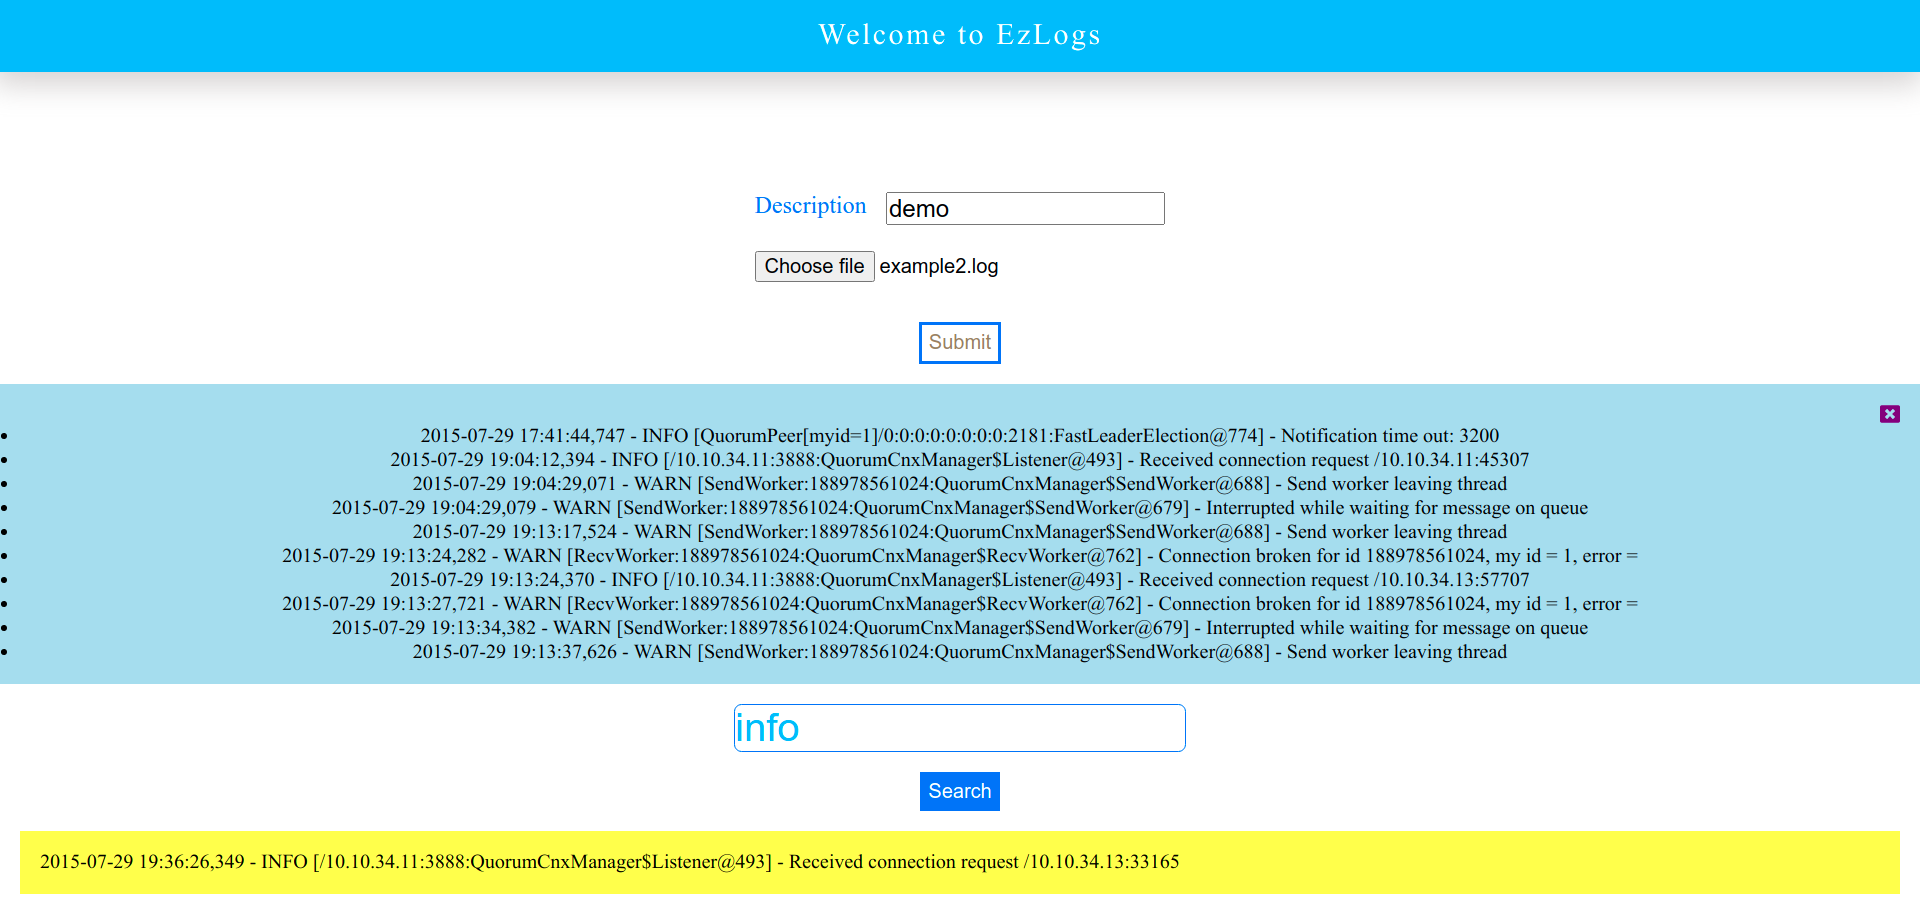 Welcome to EzLogs
Description demo
Choose file example2.log
Submit
2015-07-29 17:41:44,747 - INFO [QuorumPeer[myid=1]/0:0:0:0:0:0:0:0:2181:FastLeaderElection@774] - Notification time out: 3200
2015-07-29 19:04:12,394 - INFO [/10.10.34.11:3888:QuorumCnxManager$Listener@493] - Received connection request /10.10.34.11:45307
2015-07-29 19:04:29,071 - WARN [SendWorker:188978561024:QuorumCnxManager$SendWorker@688] - Send worker leaving thread
2015-07-29 19:04:29,079 - WARN [SendWorker:188978561024:QuorumCnxManager$SendWorker@679] - Interrupted while waiting for message on queue
2015-07-29 19:13:17,524 - WARN [SendWorker:188978561024:QuorumCnxManager$SendWorker@688] - Send worker leaving thread
2015-07-29 19:13:24,282 - WARN [RecvWorker:188978561024:QuorumCnxManager$RecvWorker@762] - Connection broken for id 188978561024, my id = 1, error =
2015-07-29 19:13:24,370 - INFO [/10.10.34.11:3888:QuorumCnxManager$Listener@493] - Received connection request /10.10.34.13:57707
2015-07-29 19:13:27,721 - WARN [RecvWorker:188978561024:QuorumCnxManager$RecvWorker@762] - Connection broken for id 188978561024, my id = 1, error =
2015-07-29 19:13:34,382 - WARN [SendWorker:188978561024:QuorumCnxManager$SendWorker@679] - Interrupted while waiting for message on queue
2015-07-29 19:13:37,626 - WARN [SendWorker:188978561024:QuorumCnxManager$SendWorker@688] - Send worker leaving thread
info
Search
2015-07-29 19:36:26,349 - INFO [/10.10.34.11:3888:QuorumCnxManager$Listener@493] - Received connection request /10.10.34.13:33165